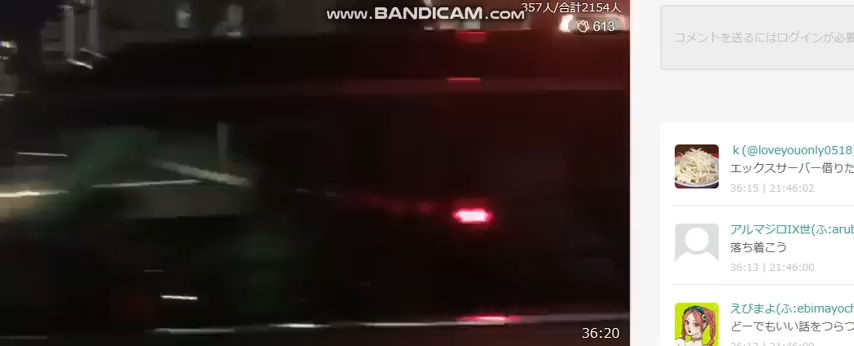 www.BANDICAM.com
357人/合計2154人
613
36:20
コメントを送るにはログインが必要
k(@loveyouonly0518
エックスサーバー借りた
36:15 | 21:46:02
アルマジロIX世(ふ:arub
落ち着こう
36:13 | 21:46:00
えびまよ(ふ:ebimayoch
どーでもいい話をつらつ